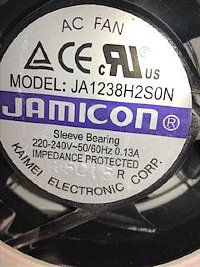 AC FAN
CE c UR US
MODEL: JA1238H2S0N
JAMICON®
Sleeve Bearing
220-240V~50/60Hz 0.13A
IMPEDANCE PROTECTED
R
KAIMEI ELECTRONIC CORP.